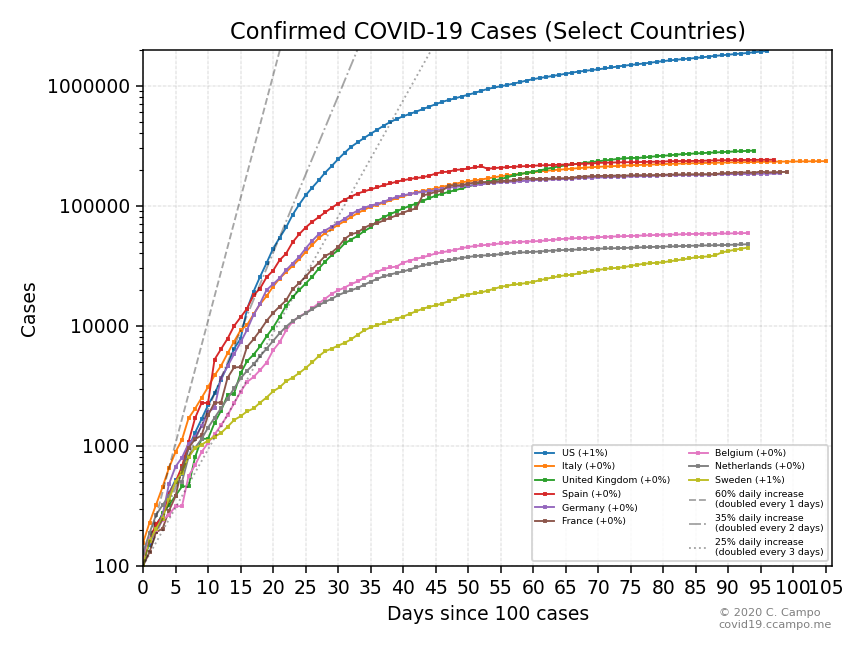 Confirmed COVID-19 Cases (Select Countries)
Cases
1000000
100000
10000
1000
100
US (+1%)
Italy (+0%)
United Kingdom (+0%)
Spain (+0%)
Germany (+0%)
France (+0%)
Belgium (+0%)
Netherlands (+0%)
Sweden (+1%)
60% daily increase
(doubled every 1 days)
35% daily increase
(doubled every 2 days)
25% daily increase
(doubled every 3 days)
0 5 10 15 20 25 30 35 40 45 50 55 60 65 70 75 80 85 90 95 100 105
Days since 100 cases
© 2020 C. Campo
covid19.ccampo.me